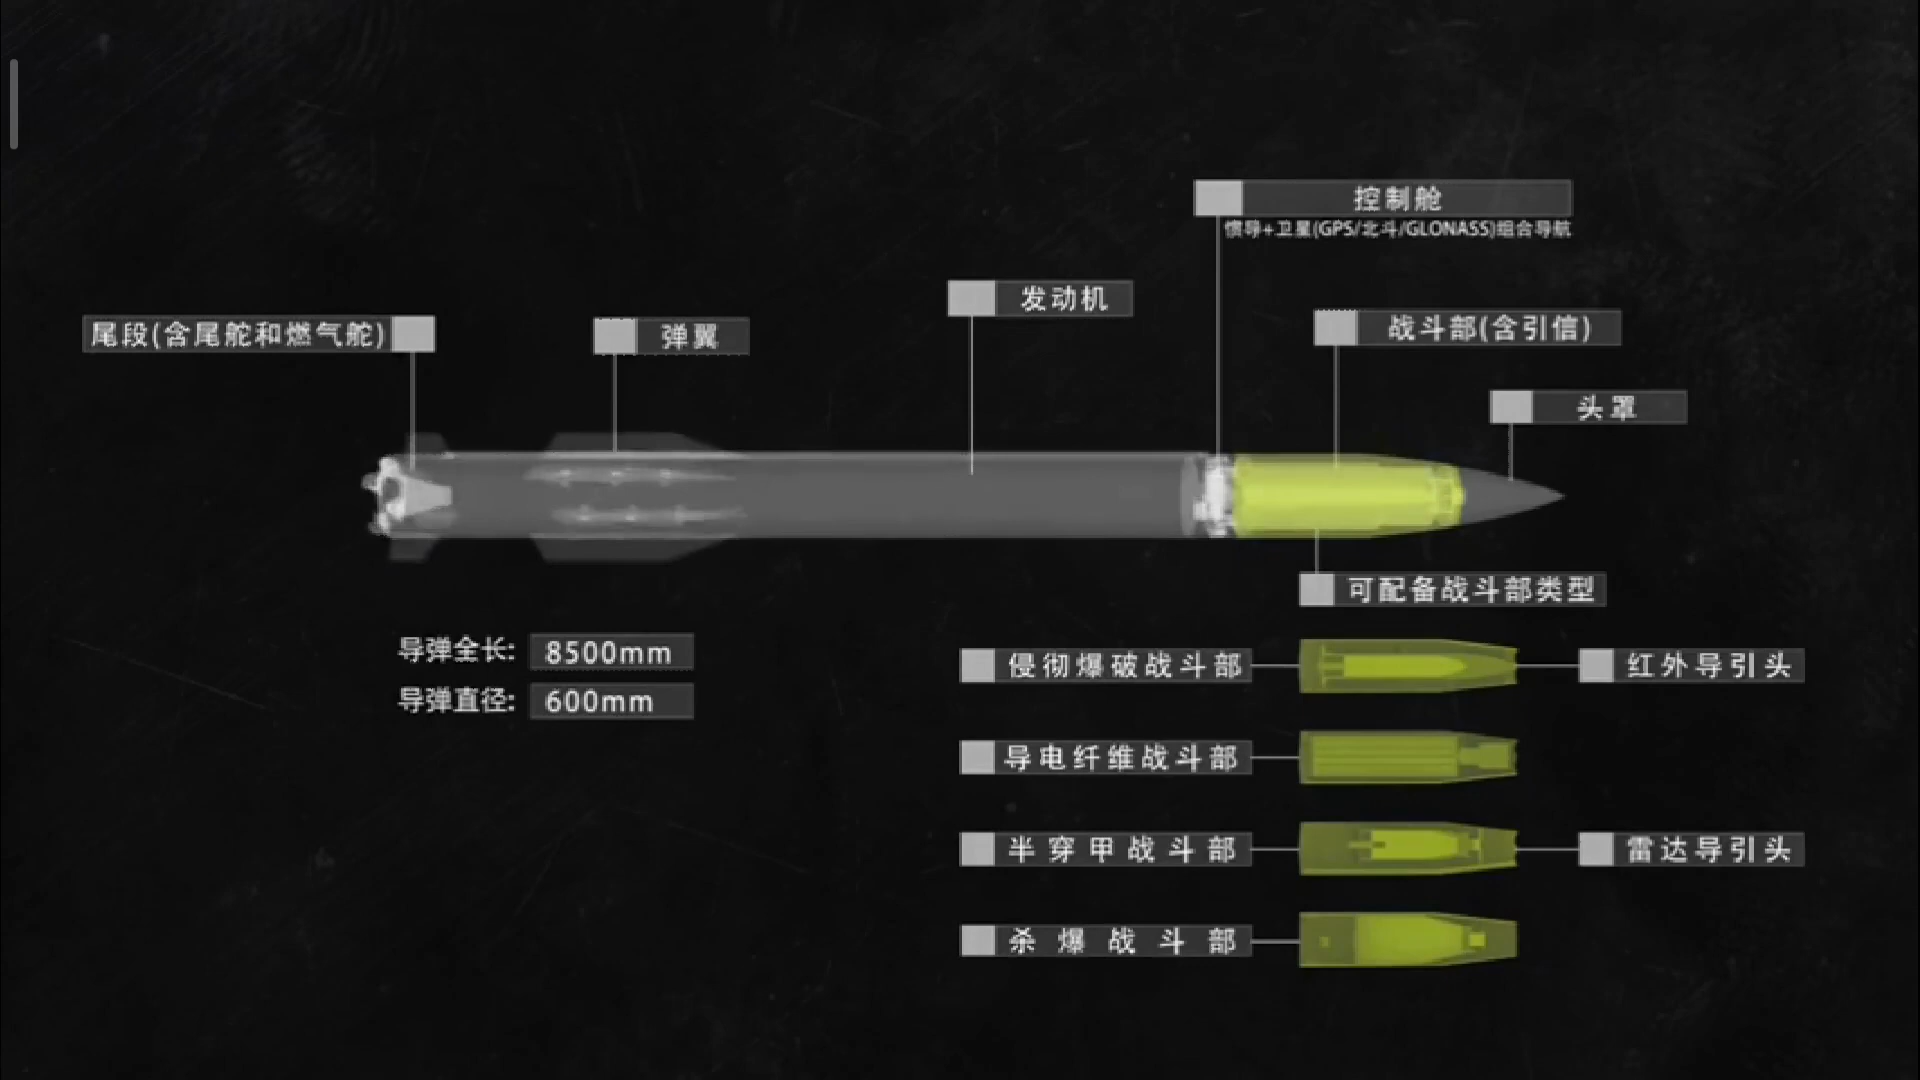 控制舱
惯导+卫星(GPS/北斗/GLONASS)组合导航
发动机
尾段(含尾舵和燃气舵)
弹翼
战斗部(含引信)
头罩
可配备战斗部类型
导弹全长: 8500mm
导弹直径: 600mm
侵彻爆破战斗部
红外导引头
导电纤维战斗部
半穿甲战斗部
雷达导引头
杀爆战斗部